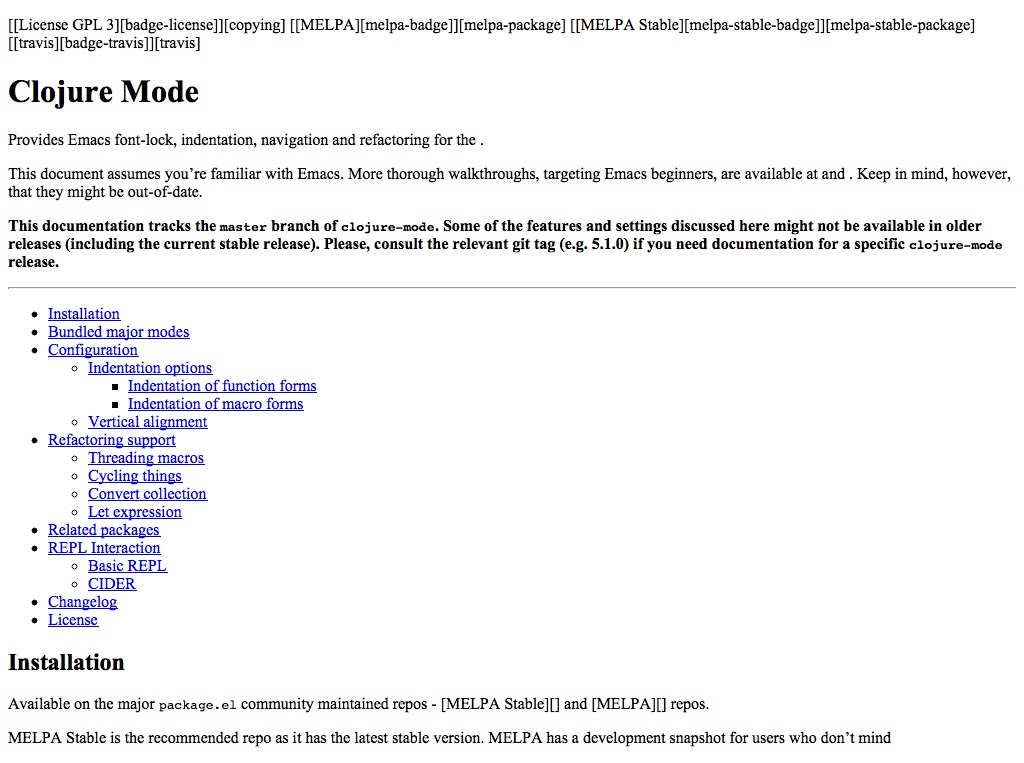 [[License GPL 3][badge-license]][copying] [[MELPA][melpa-badge]][melpa-package] [[MELPA Stable][melpa-stable-badge]][melpa-stable-package]
[[travis][badge-travis]][travis]
Clojure Mode
Provides Emacs font-lock, indentation, navigation and refactoring for the .
This document assumes you’re familiar with Emacs. More thorough walkthroughs, targeting Emacs beginners, are available at and . Keep in mind, however,
that they might be out-of-date.
This documentation tracks the master branch of clojure-mode. Some of the features and settings discussed here might not be available in older
releases (including the current stable release). Please, consult the relevant git tag (e.g. 5.1.0) if you need documentation for a specific clojure-mode
release.
Installation
Bundled major modes
Configuration
Indentation options
Indentation of function forms
Indentation of macro forms
Vertical alignment
Refactoring support
Threading macros
Cycling things
Convert collection
Let expression
Related packages
REPL Interaction
Basic REPL
CIDER
Changelog
License
Installation
Available on the major package.el community maintained repos - [MELPA Stable][] and [MELPA][] repos.
MELPA Stable is the recommended repo as it has the latest stable version. MELPA has a development snapshot for users who don’t mind